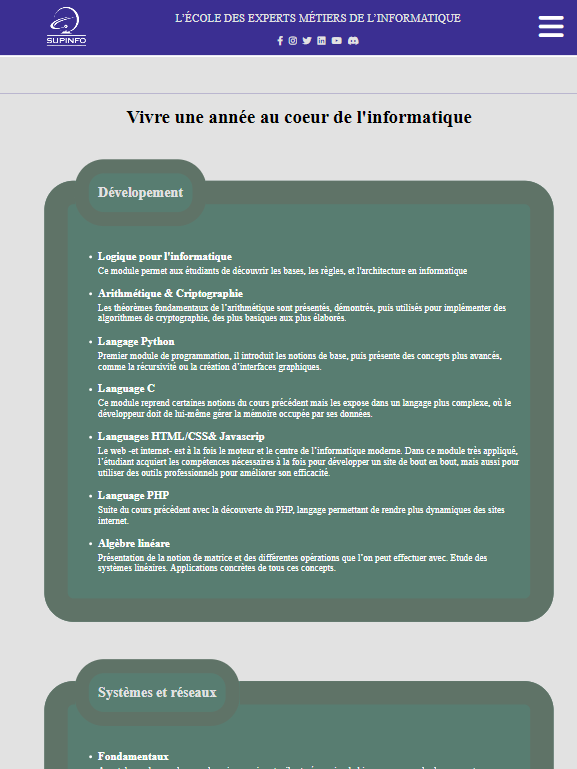 SUPINFO
L'ÉCOLE DES EXPERTS MÉTIERS DE L'INFORMATIQUE
Vivre une année au coeur de l'informatique
Dévelopement
• Logique pour l'informatique
Ce module permet aux étudiants de découvrir les bases, les règles, et l'architecture en informatique
• Arithmétique & Criptographie
Les théorèmes fondamentaux de l'arithmétique sont présentés, démontrés, puis utilisés pour implémenter des
algorithmes de cryptographie, des plus basiques aux plus élaborés.
• Langage Python
Premier module de programmation, il introduit les notions de base, puis présente des concepts plus avancés,
comme la récursivité ou la création d'interfaces graphiques.
• Language C
Ce module reprend certaines notions du cours précédent mais les expose dans un langage plus complexe, où le
développeur doit de lui-même gérer la mémoire occupée par ses données.
• Languages HTML/CSS& Javascrip
Le web -et internet- est à la fois le moteur et le centre de l'informatique moderne. Dans ce module très appliqué,
l'étudiant acquiert les compétences nécessaires à la fois pour développer un site de bout en bout, mais aussi pour
utiliser des outils professionnels pour améliorer son efficacité.
• Language PHP
Suite du cours précédent avec la découverte du PHP, langage permettant de rendre plus dynamiques des sites
internet.
• Algèbre linéare
Présentation de la notion de matrice et des différentes opérations que l'on peut effectuer avec. Etude des
systèmes linéaires. Applications concrètes de tous ces concepts.
Systèmes et réseaux
• Fondamentaux